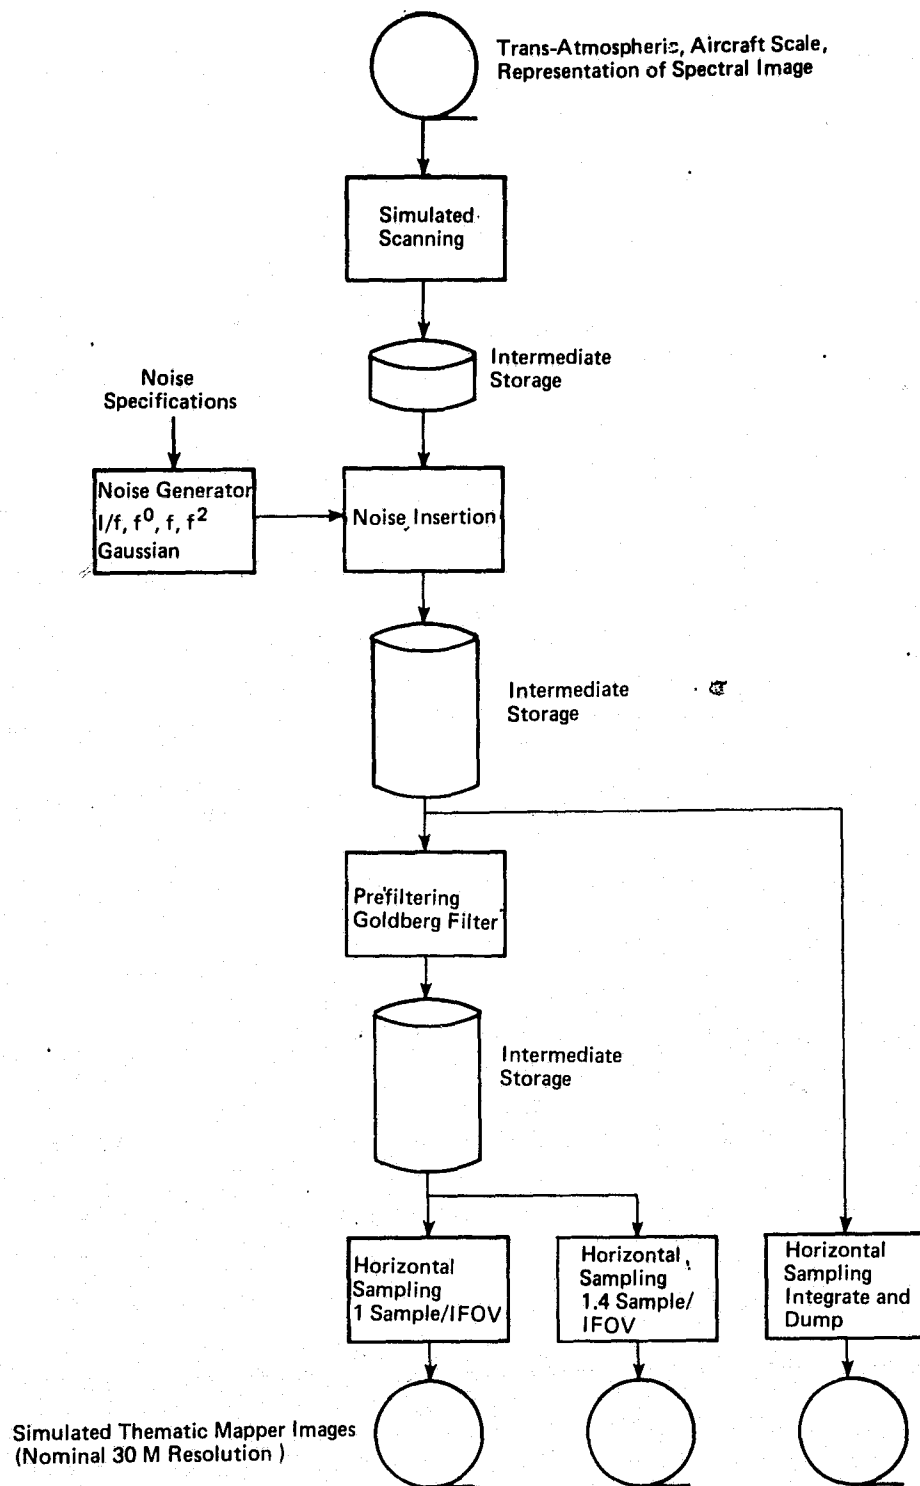 Trans-Atmospheric, Aircraft Scale,
Representation of Spectral Image
Simulated
Scanning
Intermediate
Storage
Noise
Specifications
Noise Generator
I/f, f⁰, f, f²
Gaussian
Noise Insertion
Intermediate
Storage
Prefiltering
Goldberg Filter
Intermediate
Storage
Horizontal
Sampling
1 Sample/IFOV
Horizontal
Sampling
1.4 Sample/
IFOV
Horizontal
Sampling
Integrate and
Dump
Simulated Thematic Mapper Images
(Nominal 30 M Resolution )